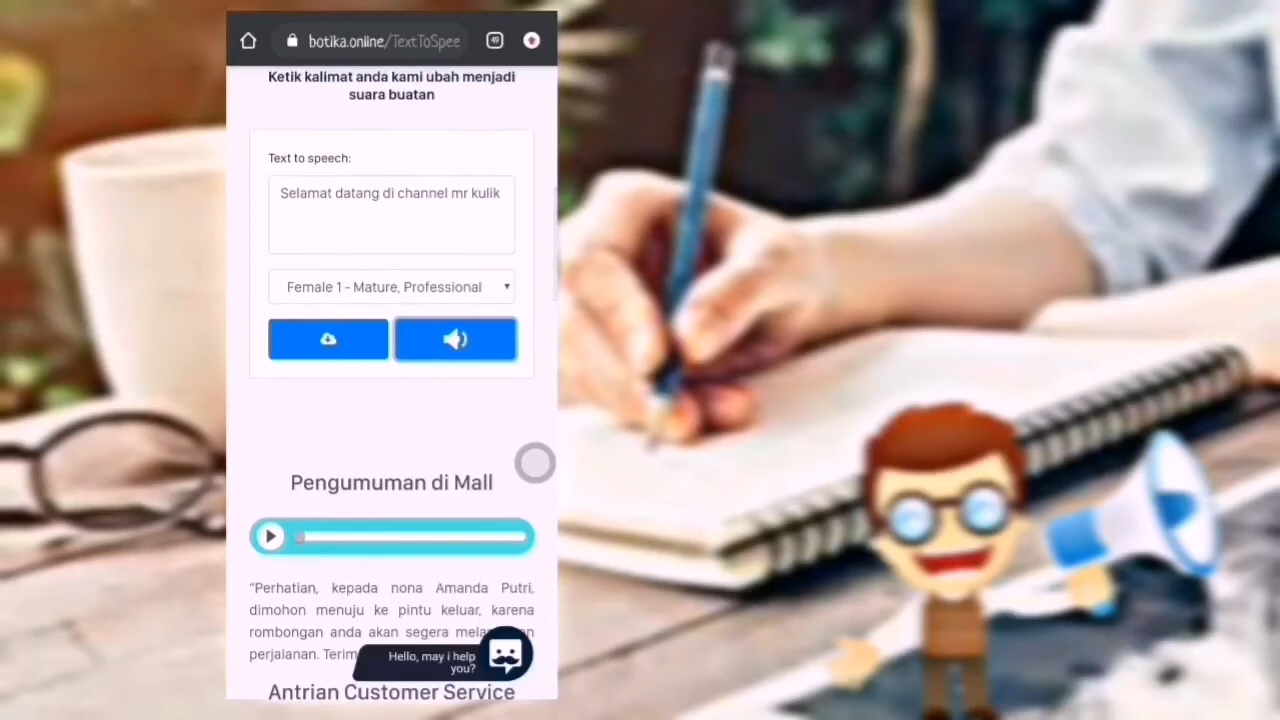 botika.online/TextToSpee
49
Ketik kalimat anda kami ubah menjadi
suara buatan
Text to speech:
Selamat datang di channel mr kulik
Female 1 - Mature, Professional
Pengumuman di Mall
"Perhatian, kepada nona Amanda Putri,
dimohon menuju ke pintu keluar, karena
rombongan anda akan segera
perjalanan.
Hello, may i help
you?
Antrian Customer Service